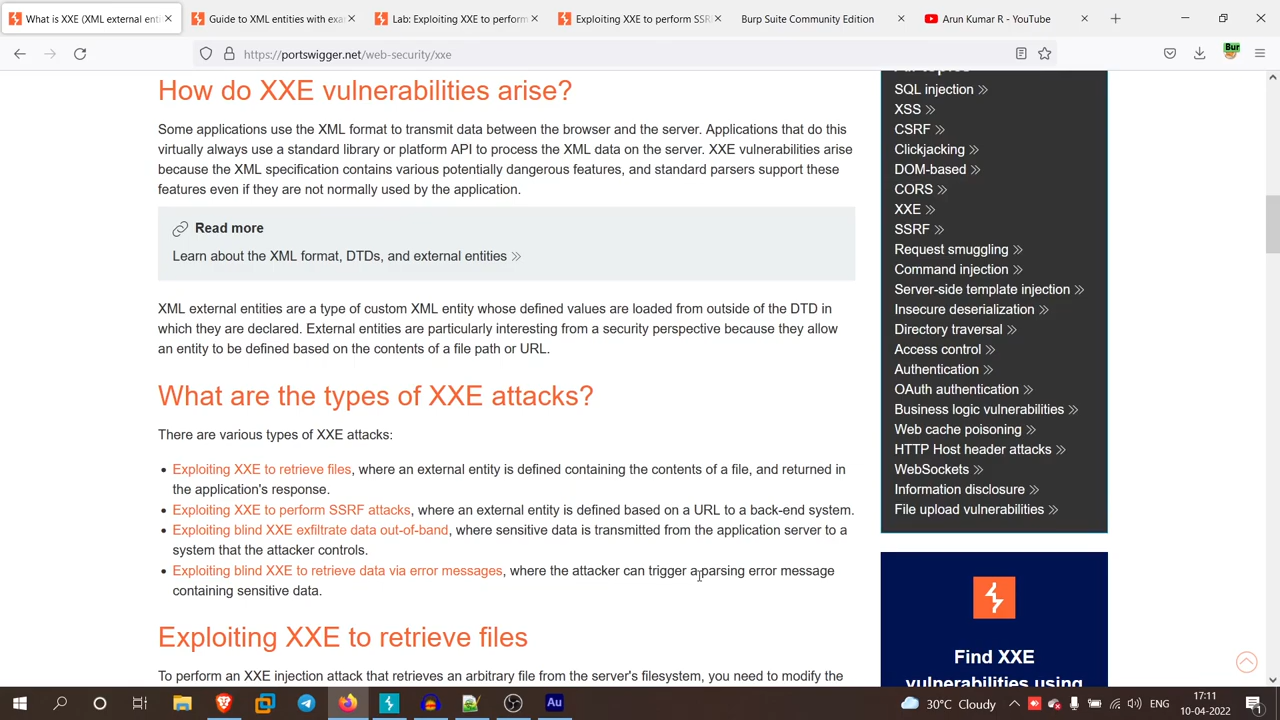 What is XXE (XML external enti
Guide to XML entities with exa
Lab: Exploiting XXE to perform
Exploiting XXE to perform SSR
Burp Suite Community Edition
Arun Kumar R - YouTube
https://portswigger.net/web-security/xxe
Bur
How do XXE vulnerabilities arise?
Some applications use the XML format to transmit data between the browser and the server. Applications that do this
virtually always use a standard library or platform API to process the XML data on the server. XXE vulnerabilities arise
because the XML specification contains various potentially dangerous features, and standard parsers support these
features even if they are not normally used by the application.
Read more
Learn about the XML format, DTDs, and external entities
XML external entities are a type of custom XML entity whose defined values are loaded from outside of the DTD in
which they are declared. External entities are particularly interesting from a security perspective because they allow
an entity to be defined based on the contents of a file path or URL.
What are the types of XXE attacks?
There are various types of XXE attacks:
Exploiting XXE to retrieve files, where an external entity is defined containing the contents of a file, and returned in
the application's response.
Exploiting XXE to perform SSRF attacks, where an external entity is defined based on a URL to a back-end system.
Exploiting blind XXE exfiltrate data out-of-band, where sensitive data is transmitted from the application server to a
system that the attacker controls.
Exploiting blind XXE to retrieve data via error messages, where the attacker can trigger a parsing error message
containing sensitive data.
Exploiting XXE to retrieve files
To perform an XXE injection attack that retrieves an arbitrary file from the server's filesystem, you need to modify the
All topics
SQL injection
XSS
CSRF
Clickjacking
DOM-based
CORS
XXE
SSRF
Request smuggling
Command injection
Server-side template injection
Insecure deserialization
Directory traversal
Access control
Authentication
OAuth authentication
Business logic vulnerabilities
Web cache poisoning
HTTP Host header attacks
WebSockets
Information disclosure
File upload vulnerabilities
Find XXE
vulnerabilities using
Au
30°C Cloudy
17:11
10-04-2022
1